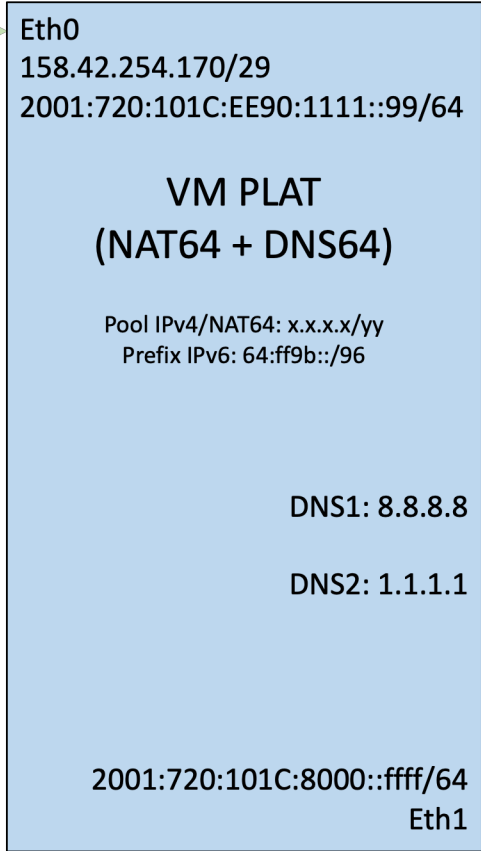 Eth0
158.42.254.170/29
2001:720:101C:EE90:1111::99/64
VM PLAT
(NAT64 + DNS64)
Pool IPv4/NAT64: x.x.x.x/yy
Prefix IPv6: 64:ff9b::/96
DNS1: 8.8.8.8
DNS2: 1.1.1.1
2001:720:101C:8000::ffff/64
Eth1